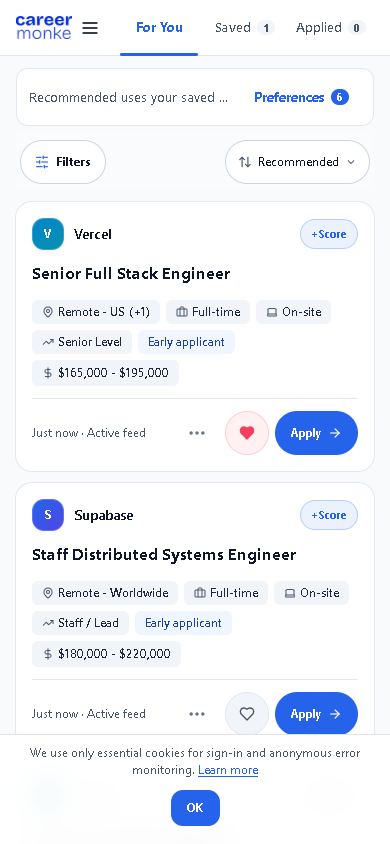 career
monke
For You
Saved 1
Applied 0
Recommended uses your saved ...
Preferences 6
Filters
Recommended
V Vercel
+Score
Senior Full Stack Engineer
Remote - US (+1)
Full-time
On-site
Senior Level
Early applicant
$165,000 - $195,000
Just now · Active feed
Apply
S Supabase
+Score
Staff Distributed Systems Engineer
Remote - Worldwide
Full-time
On-site
Staff / Lead
Early applicant
$180,000 - $220,000
Just now · Active feed
Apply
We use only essential cookies for sign-in and anonymous error
monitoring. Learn more
OK